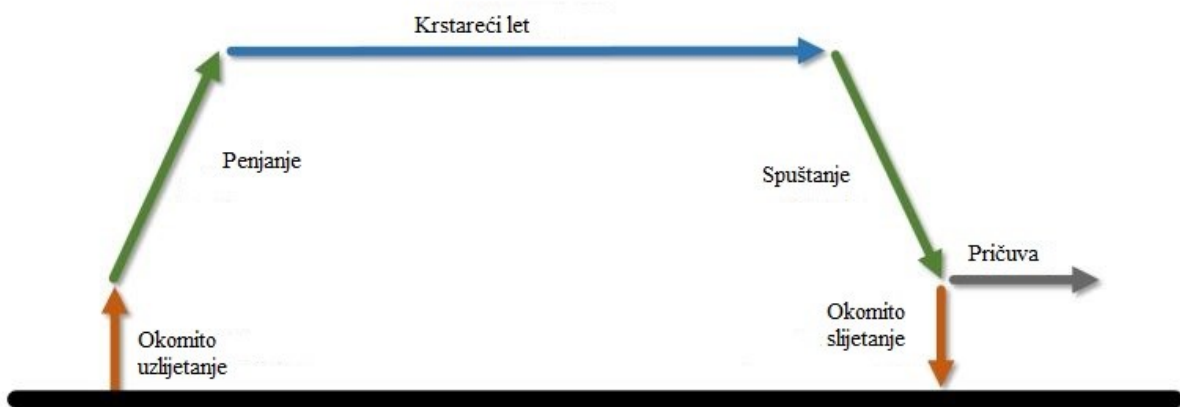 Krstareći let
Penjanje
Spuštanje
Pričuva
Okomito
uzlijetanje
Okomito
slijetanje